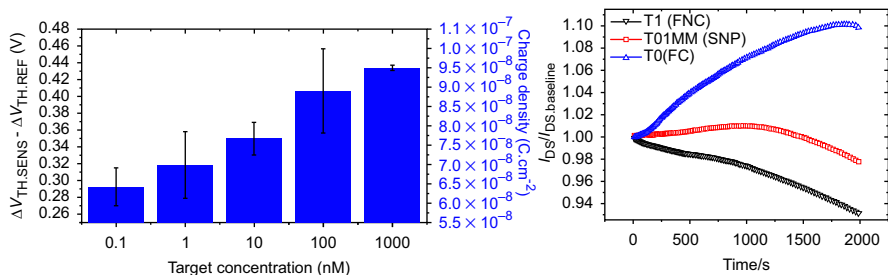 0.48
0.46
0.44
0.42
0.40
0.38
0.36
0.34
0.32
0.30
0.28
0.26
ΔV_TH.SENS - ΔV_TH.REF (V)
0.1
1
10
100
1000
Target concentration (nM)
1.1 × 10⁻⁷
1.0 × 10⁻⁷
9.5 × 10⁻⁸
9.5 × 10⁻⁸
8.5 × 10⁻⁸
8.0 × 10⁻⁸
7.5 × 10⁻⁸
7.0 × 10⁻⁸
6.5 × 10⁻⁸
6.0 × 10⁻⁸
5.5 × 10⁻⁸
Charge density (C.cm⁻²)
T1 (FNC)
T01MM (SNP)
T0(FC)
1.10
1.08
1.06
1.04
1.02
1.00
0.98
0.96
0.94
I_DS/I_DS.baseline
0
500
1000
1500
2000
Time/s